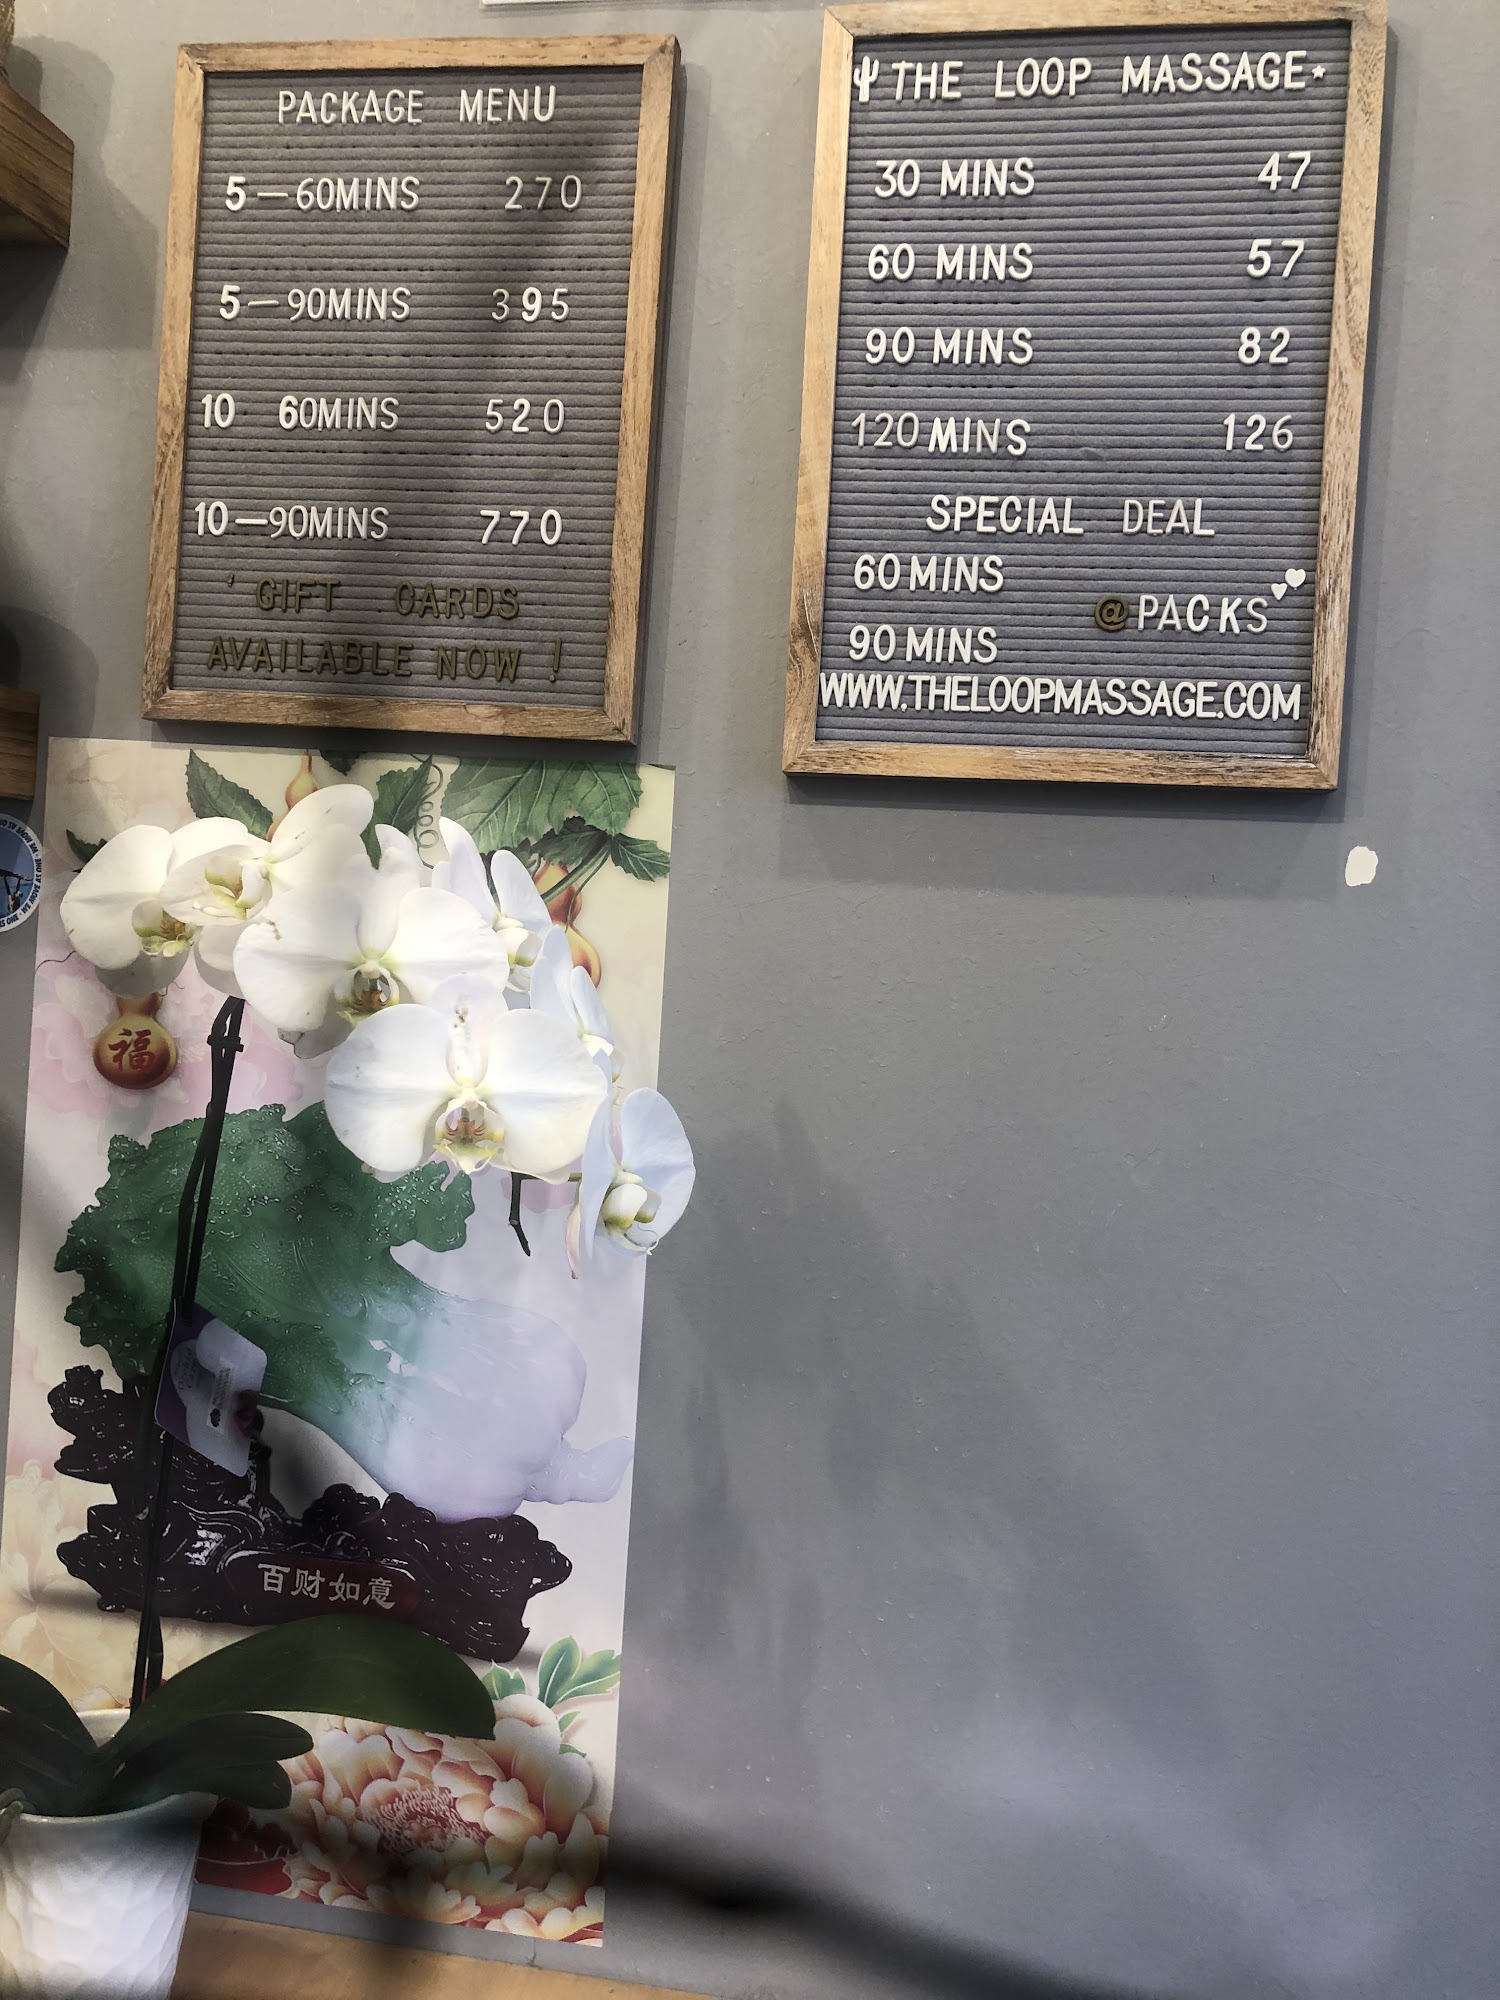 PACKAGE MENU
5 — 60MINS 270
5 — 90MINS 395
10 60MINS 520
10 — 90MINS 770
' GIFT CARDS
AVAILABLE NOW !
THE LOOP MASSAGE
30 MINS 47
60 MINS 57
90 MINS 82
120 MINS 126
SPECIAL DEAL
60 MINS
@ PACKS
90 MINS
WWW.THELOOPMASSAGE.COM
福
百财如意